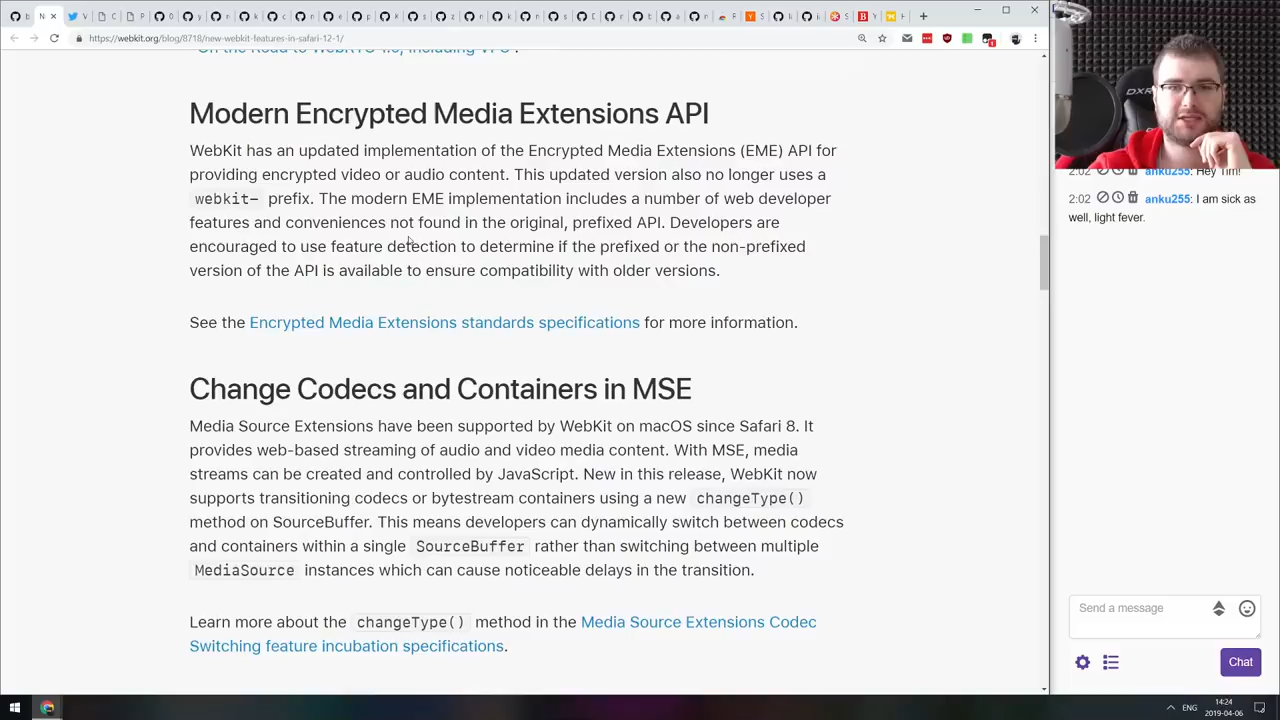 https://webkit.org/blog/8718/new-webkit-features-in-safari-12-1/
Modern Encrypted Media Extensions API
WebKit has an updated implementation of the Encrypted Media Extensions (EME) API for
providing encrypted video or audio content. This updated version also no longer uses a
webkit- prefix. The modern EME implementation includes a number of web developer
features and conveniences not found in the original, prefixed API. Developers are
encouraged to use feature detection to determine if the prefixed or the non-prefixed
version of the API is available to ensure compatibility with older versions.
See the Encrypted Media Extensions standards specifications for more information.
Change Codecs and Containers in MSE
Media Source Extensions have been supported by WebKit on macOS since Safari 8. It
provides web-based streaming of audio and video media content. With MSE, media
streams can be created and controlled by JavaScript. New in this release, WebKit now
supports transitioning codecs or bytestream containers using a new changeType()
method on SourceBuffer. This means developers can dynamically switch between codecs
and containers within a single SourceBuffer rather than switching between multiple
MediaSource instances which can cause noticeable delays in the transition.
Learn more about the changeType() method in the Media Source Extensions Codec
Switching feature incubation specifications.
DXR
2:02 anku255: Hey Tim!
2:02 anku255: I am sick as
well, light fever.
Send a message
Chat
ENG
14:24
2019-04-06